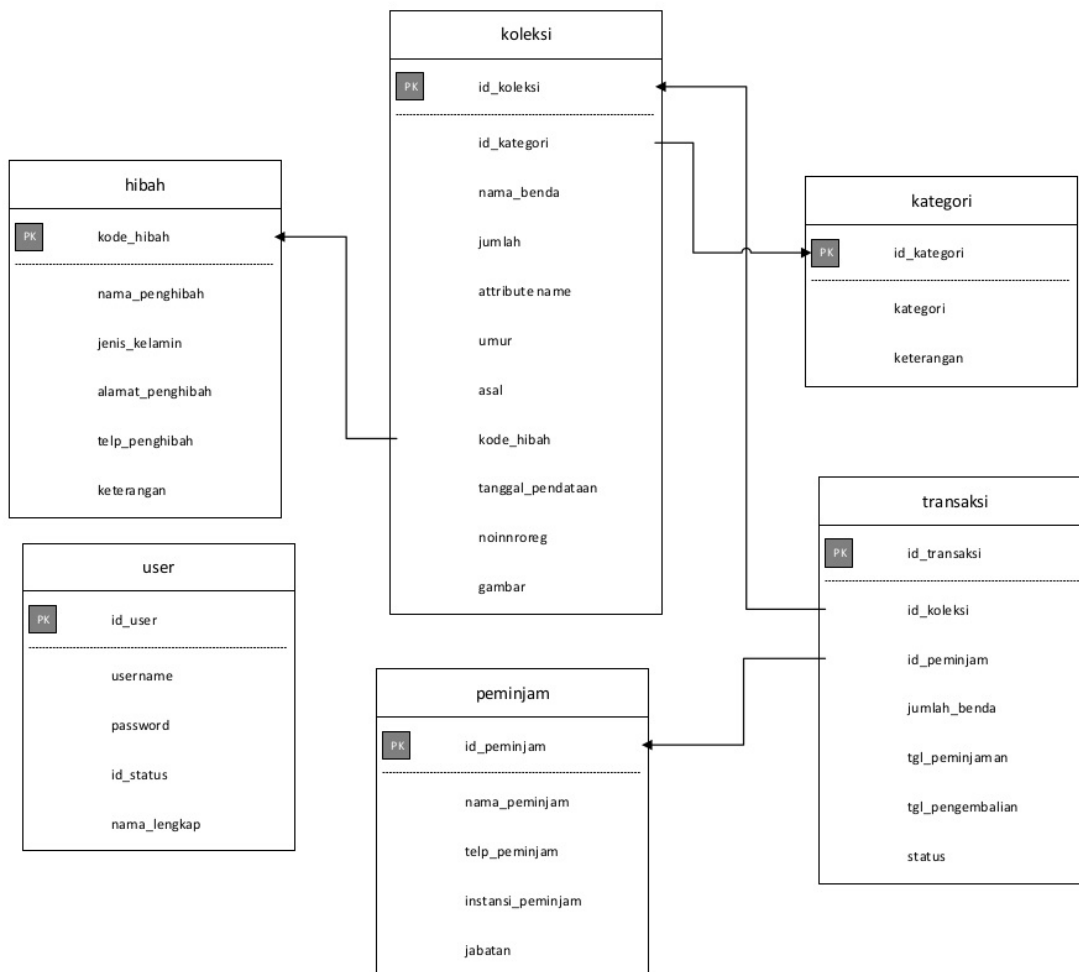 koleksi
PK id_koleksi
id_kategori
nama_benda
jumlah
attribute name
umur
asal
kode_hibah
tanggal_pendataan
noinnroreg
gambar
hibah
PK kode_hibah
nama_penghibah
jenis_kelamin
alamat_penghibah
telp_penghibah
keterangan
kategori
PK id_kategori
kategori
keterangan
user
PK id_user
username
password
id_status
nama_lengkap
peminjam
PK id_peminjam
nama_peminjam
telp_peminjam
instansi_peminjam
jabatan
transaksi
PK id_transaksi
id_koleksi
id_peminjam
jumlah_benda
tgl_peminjaman
tgl_pengembalian
status